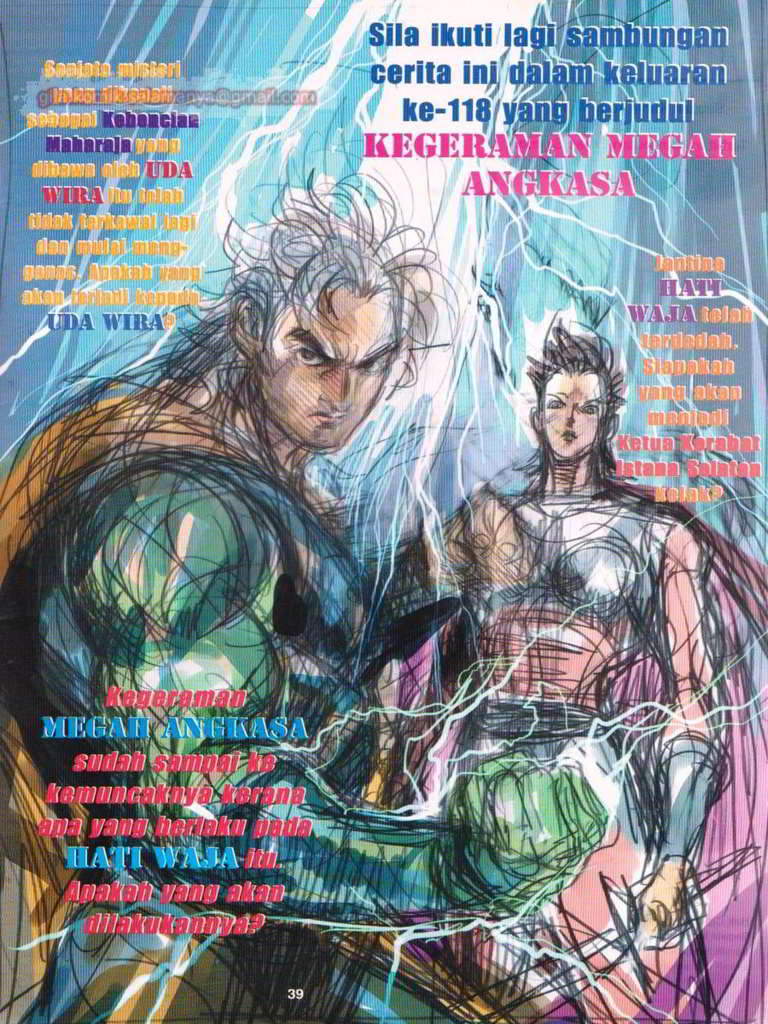 Sila ikuti lagi sambungan
cerita ini dalam keluaran
ke-118 yang berjudul
KEGERAMAN MEGAH
ANGKASA
Senjata misteri
yang dikenali
sebagai Kebencian
Maharaja yang
dibawa oleh UDA
WIRA itu telah
tidak terkawal lagi
dan mulai meng-
ganas. Apakah yang
akan terjadi kepada
UDA WIRA?
@gmail.com
Jantina
HATI
WAJA telah
terdedah.
Siapakah
yang akan
menjadi
Ketua Kerabat
Istana Sointon
kelak?
Kegeraman
MEGAH ANGKASA
sudah sampai ke
kemuncaknya kerana
apa yang berlaku pada
HATI WAJA itu.
Apakah yang akan
dilakukannya?
39